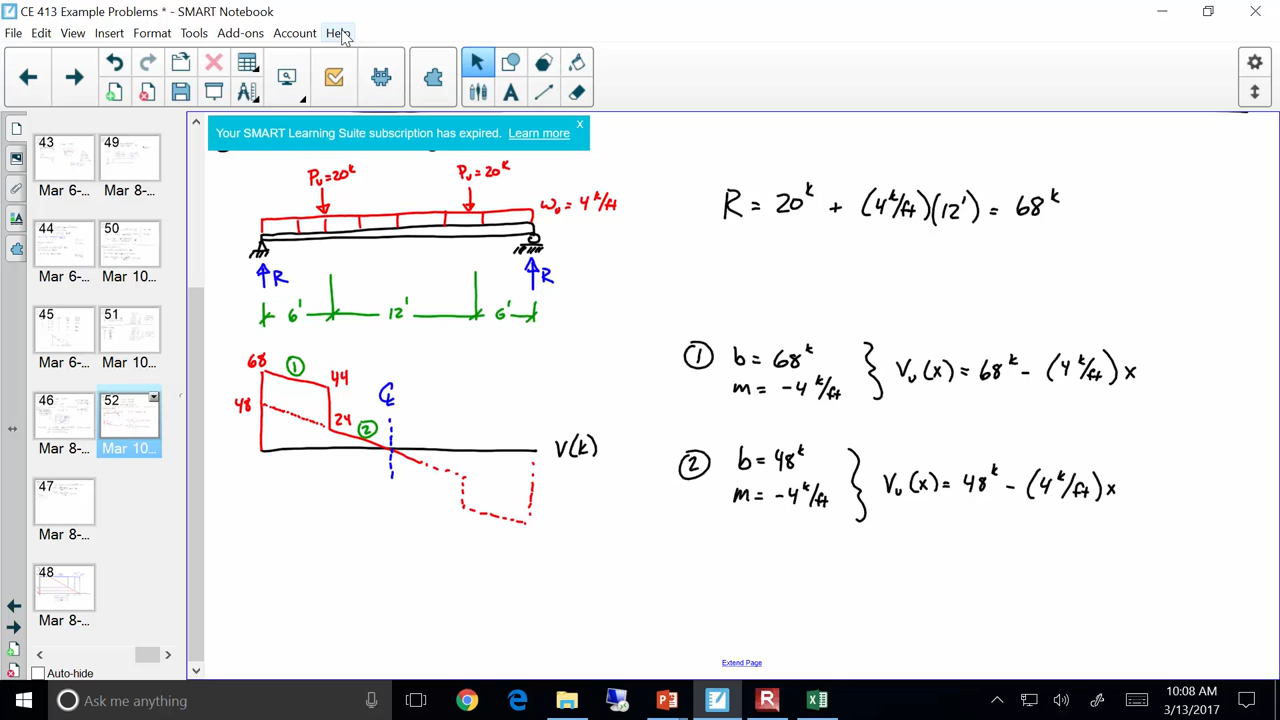 CE 413 Example Problems * - SMART Notebook
File Edit View Insert Format Tools Add-ons Account Help
Your SMART Learning Suite subscription has expired. Learn more x
43 49
Mar 6-... Mar 8-...
44 50
Mar 6-... Mar 10...
45 51
Mar 6-... Mar 10...
46 52
Mar 8-... Mar 10...
47
Mar 8-...
48
Mar 8-...
Auto-hide
Pu = 20k Pu = 20k
ωu = 4 k/ft
R R
6' 12' 6'
68 ① 44
48 24 ②
℄
V(k)
R = 20k + (4k/ft)(12') = 68k
① b = 68k
m = -4 k/ft
} Vu(x) = 68k - (4k/ft) x
② b = 48k
m = -4 k/ft
} Vu(x) = 48k - (4k/ft) x
Extend Page
Ask me anything
10:08 AM
3/13/2017